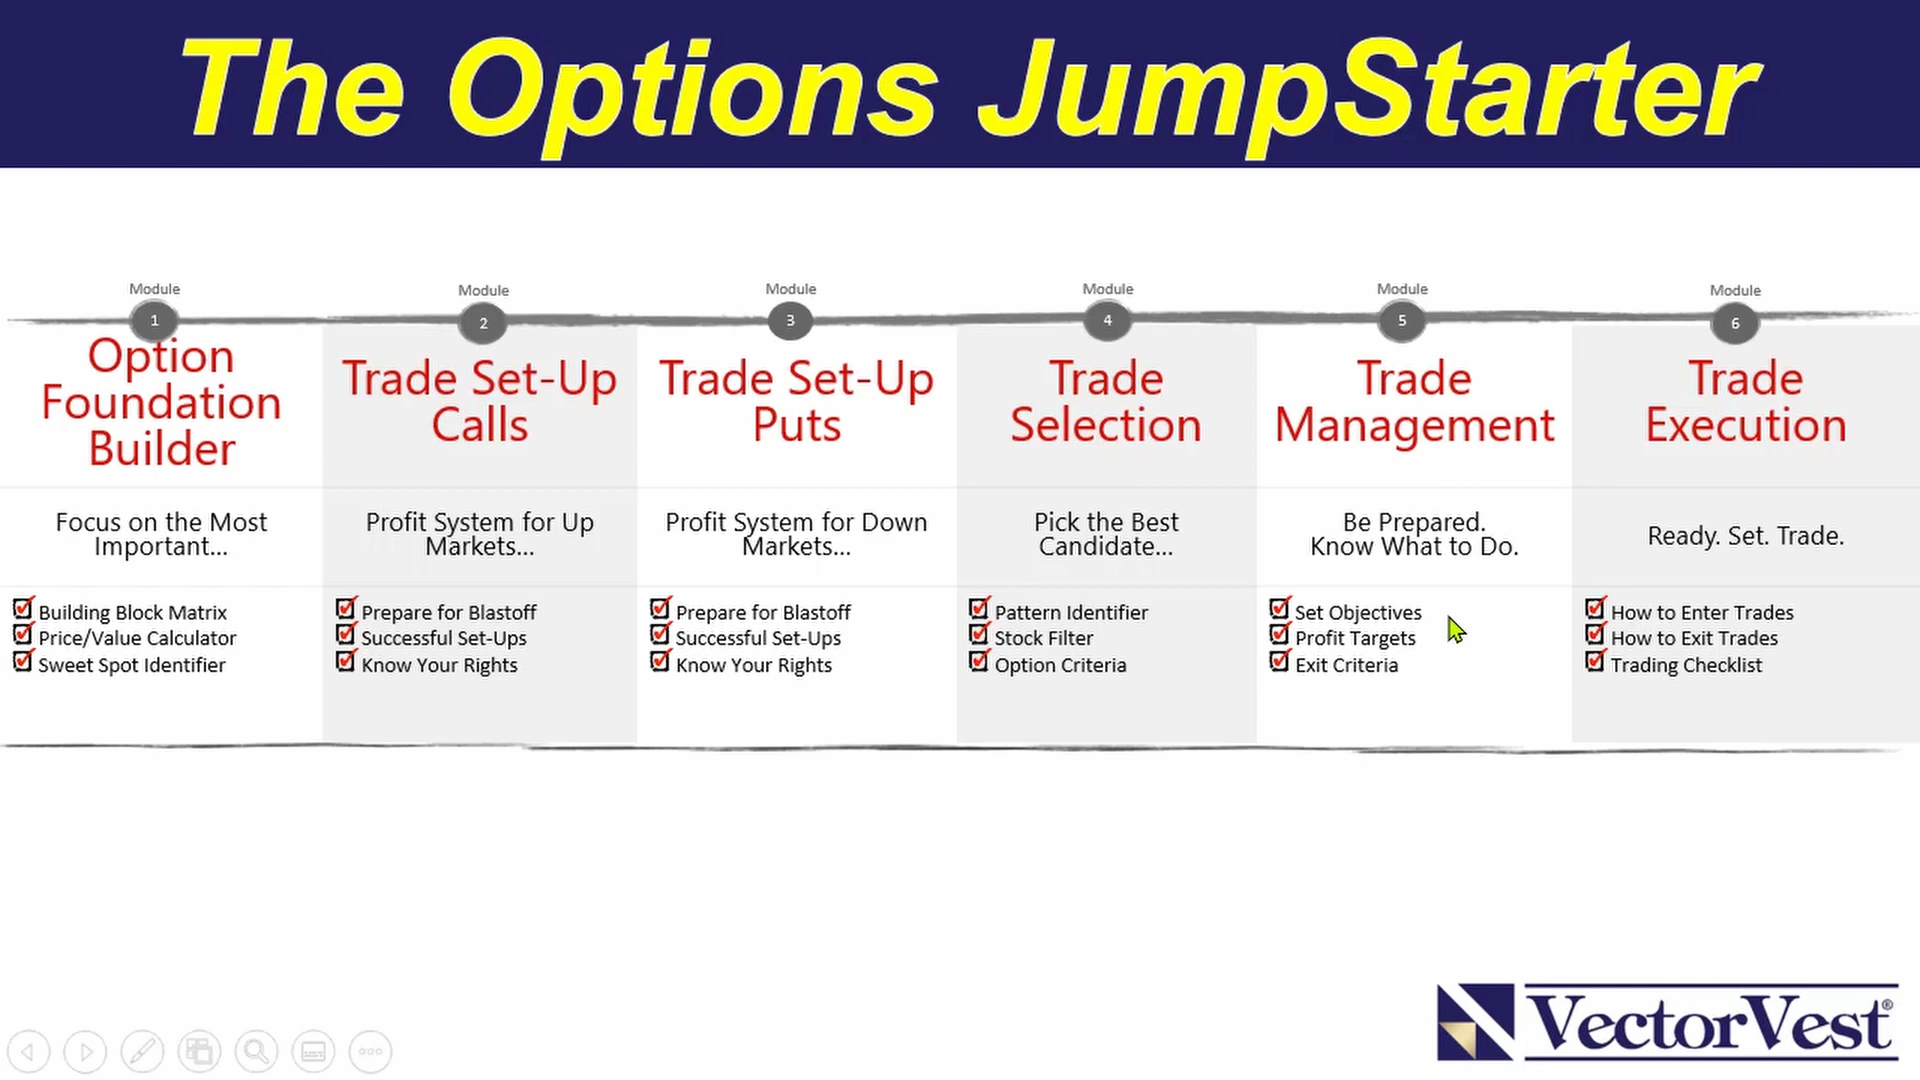 The Options JumpStarter
Module
1
Option
Foundation
Builder
Focus on the Most
Important...
Building Block Matrix
Price/Value Calculator
Sweet Spot Identifier
Module
2
Trade Set-Up
Calls
Profit System for Up
Markets...
Prepare for Blastoff
Successful Set-Ups
Know Your Rights
Module
3
Trade Set-Up
Puts
Profit System for Down
Markets...
Prepare for Blastoff
Successful Set-Ups
Know Your Rights
Module
4
Trade
Selection
Pick the Best
Candidate...
Pattern Identifier
Stock Filter
Option Criteria
Module
5
Trade
Management
Be Prepared.
Know What to Do.
Set Objectives
Profit Targets
Exit Criteria
Module
6
Trade
Execution
Ready. Set. Trade.
How to Enter Trades
How to Exit Trades
Trading Checklist
VectorVest®